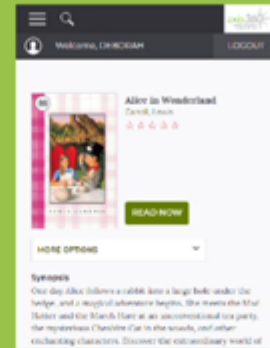 Welcome, DEBORAH
LOGOUT
Alice in Wonderland
Carroll, Lewis
READ NOW
MORE OPTIONS
Synopsis
One day Alice follows a rabbit into a large hole under the
hedge, and a magical adventure begins. She meets the Mad
Hatter and the March Hare at an unconventional tea party,
the mysterious Cheshire Cat in the woods, and other
enchanting characters. Discover the extraordinary world of